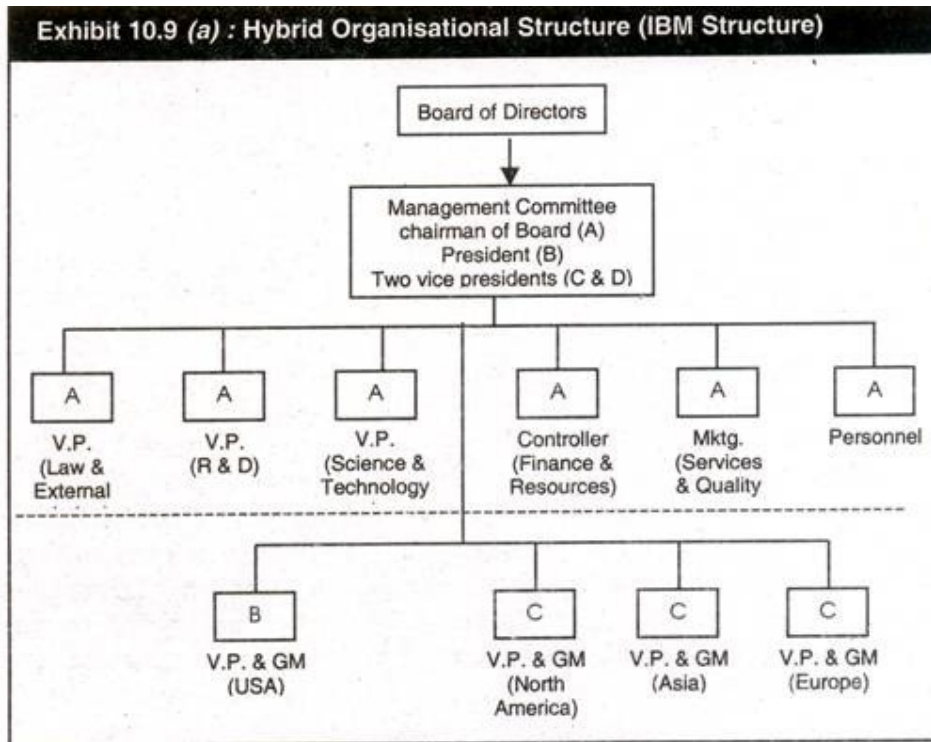 Exhibit 10.9 (a) : Hybrid Organisational Structure (IBM Structure)
Board of Directors
Management Committee
chairman of Board (A)
President (B)
Two vice presidents (C & D)
A
V.P.
(Law &
External
A
V.P.
(R & D)
A
V.P.
(Science &
Technology
A
Controller
(Finance &
Resources)
A
Mktg.
(Services
& Quality
A
Personnel
B
V.P. & GM
(USA)
C
V.P. & GM
(North
America)
C
V.P. & GM
(Asia)
C
V.P. & GM
(Europe)